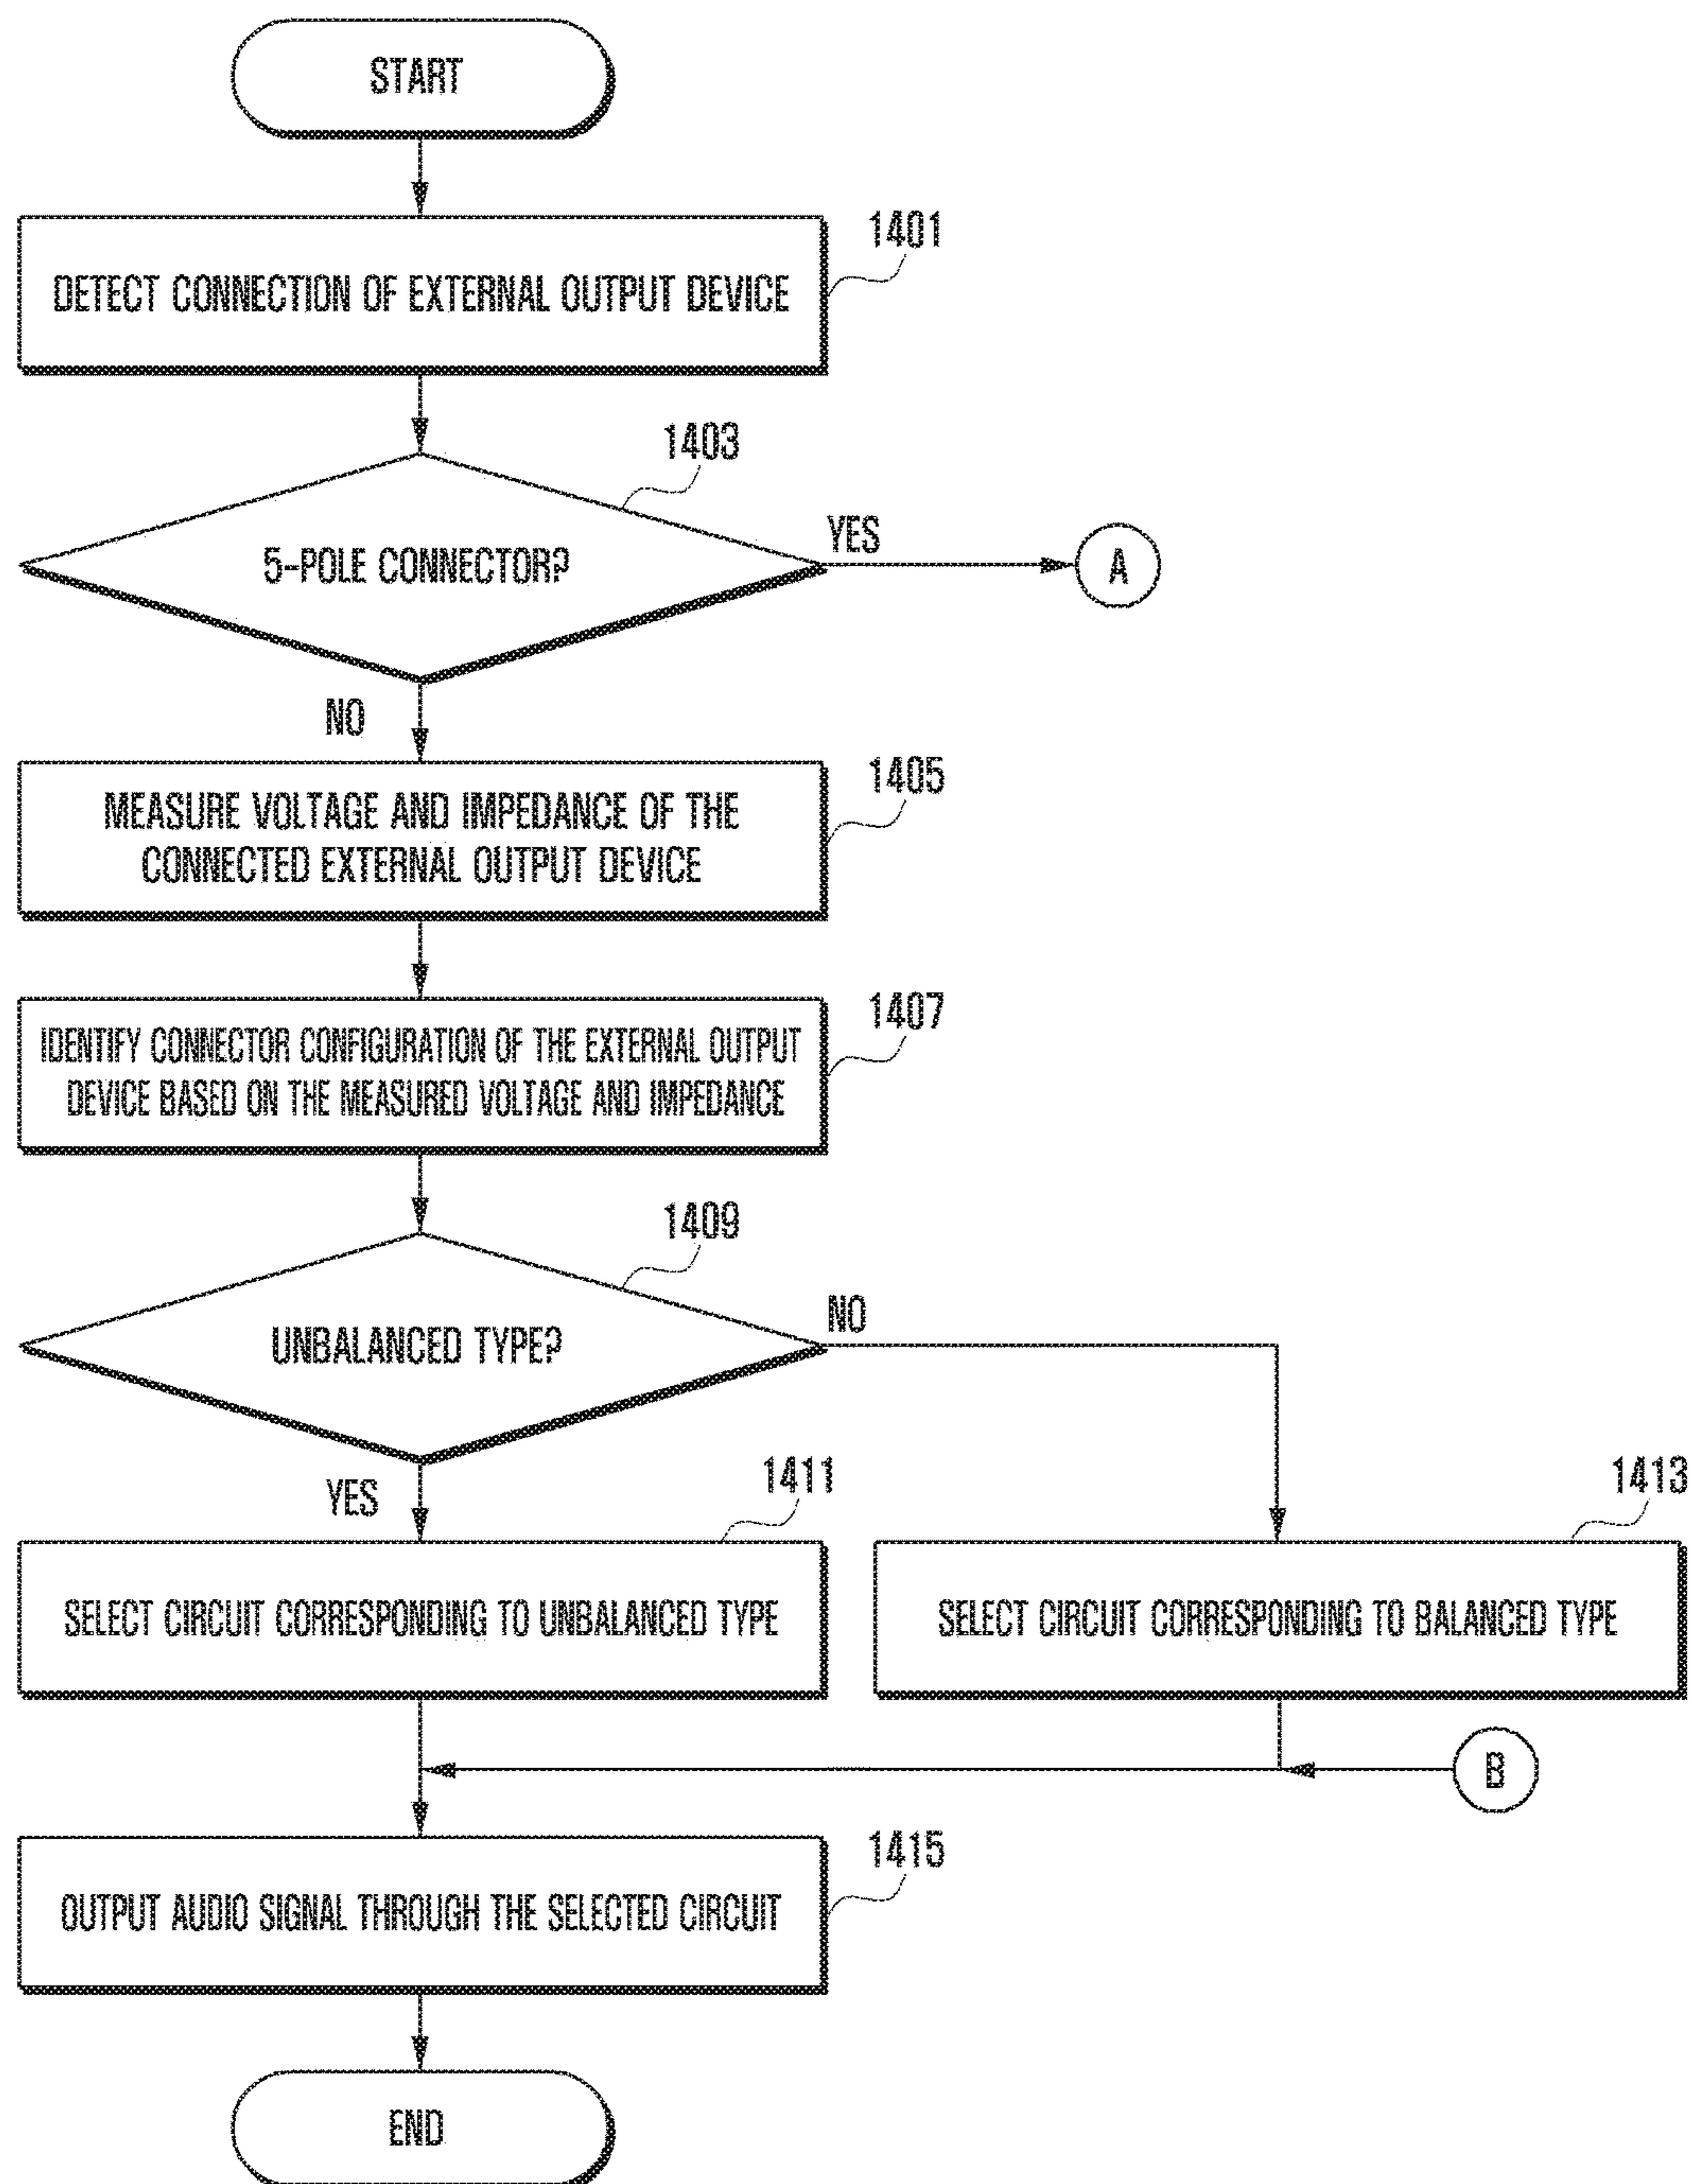 START
1401
DETECT CONNECTION OF EXTERNAL OUTPUT DEVICE
1403
5-POLE CONNECTOR?
YES
A
NO
1405
MEASURE VOLTAGE AND IMPEDANCE OF THE
CONNECTED EXTERNAL OUTPUT DEVICE
1407
IDENTIFY CONNECTOR CONFIGURATION OF THE EXTERNAL OUTPUT
DEVICE BASED ON THE MEASURED VOLTAGE AND IMPEDANCE
1409
UNBALANCED TYPE?
NO
YES
1411
SELECT CIRCUIT CORRESPONDING TO UNBALANCED TYPE
1413
SELECT CIRCUIT CORRESPONDING TO BALANCED TYPE
B
1415
OUTPUT AUDIO SIGNAL THROUGH THE SELECTED CIRCUIT
END